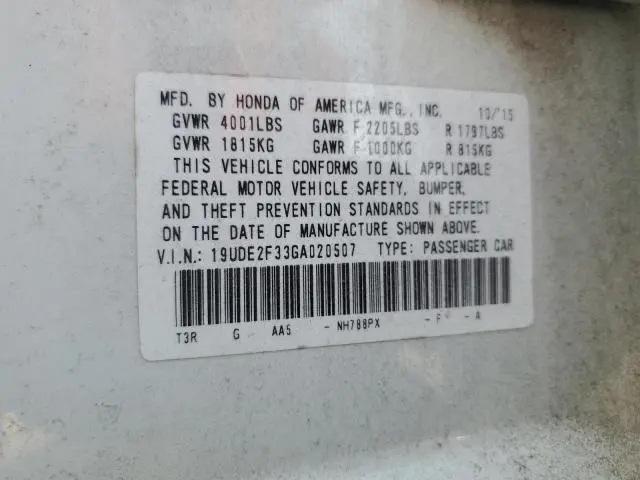 MFD. BY HONDA OF AMERICA MFG., INC. 10/'15
GVWR 4001LBS GAWR F 2205LBS R 1797LBS
GVWR 1815KG GAWR F 1000KG R 815KG
THIS VEHICLE CONFORMS TO ALL APPLICABLE
FEDERAL MOTOR VEHICLE SAFETY, BUMPER,
AND THEFT PREVENTION STANDARDS IN EFFECT
ON THE DATE OF MANUFACTURE SHOWN ABOVE.
V.I.N.: 19UDE2F33GA020507 TYPE: PASSENGER CAR
T3R G AA5 - NH788PX - F - A